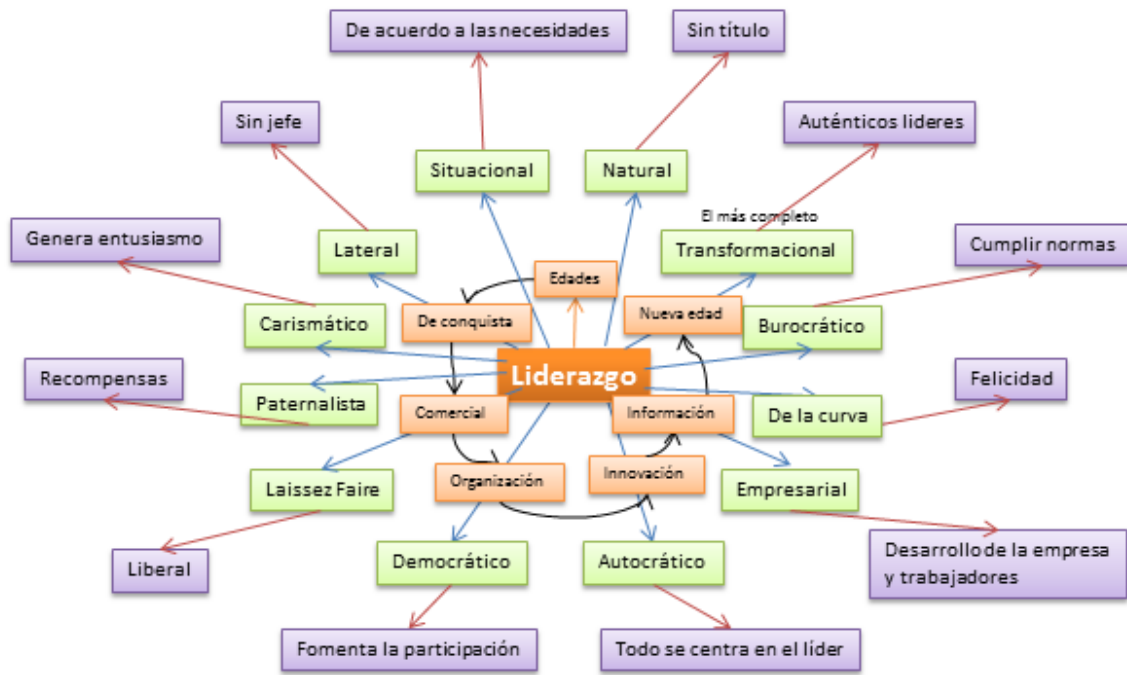 De acuerdo a las necesidades
Sin título
Sin jefe
Auténticos lideres
Situacional
Natural
El más completo
Genera entusiasmo
Lateral
Transformacional
Cumplir normas
Edades
Carismático
De conquista
Nueva edad
Burocrático
Liderazgo
Recompensas
Felicidad
Paternalista
Comercial
Información
De la curva
Laissez Faire
Organización
Innovación
Empresarial
Liberal
Democrático
Autocrático
Desarrollo de la empresa
y trabajadores
Fomenta la participación
Todo se centra en el líder